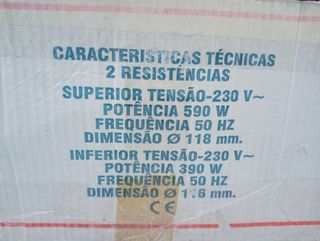 CARACTERISTICAS TÉCNICAS
2 RESISTÊNCIAS
SUPERIOR TENSÃO-230 V~
POTÊNCIA 590 W
FREQUÊNCIA 50 HZ
DIMENSÃO Ø 118 mm.
INFERIOR TENSÃO-230 V~
POTÊNCIA 390 W
FREQUÊNCIA 50 HZ
DIMENSÃO Ø 116 mm.
CE